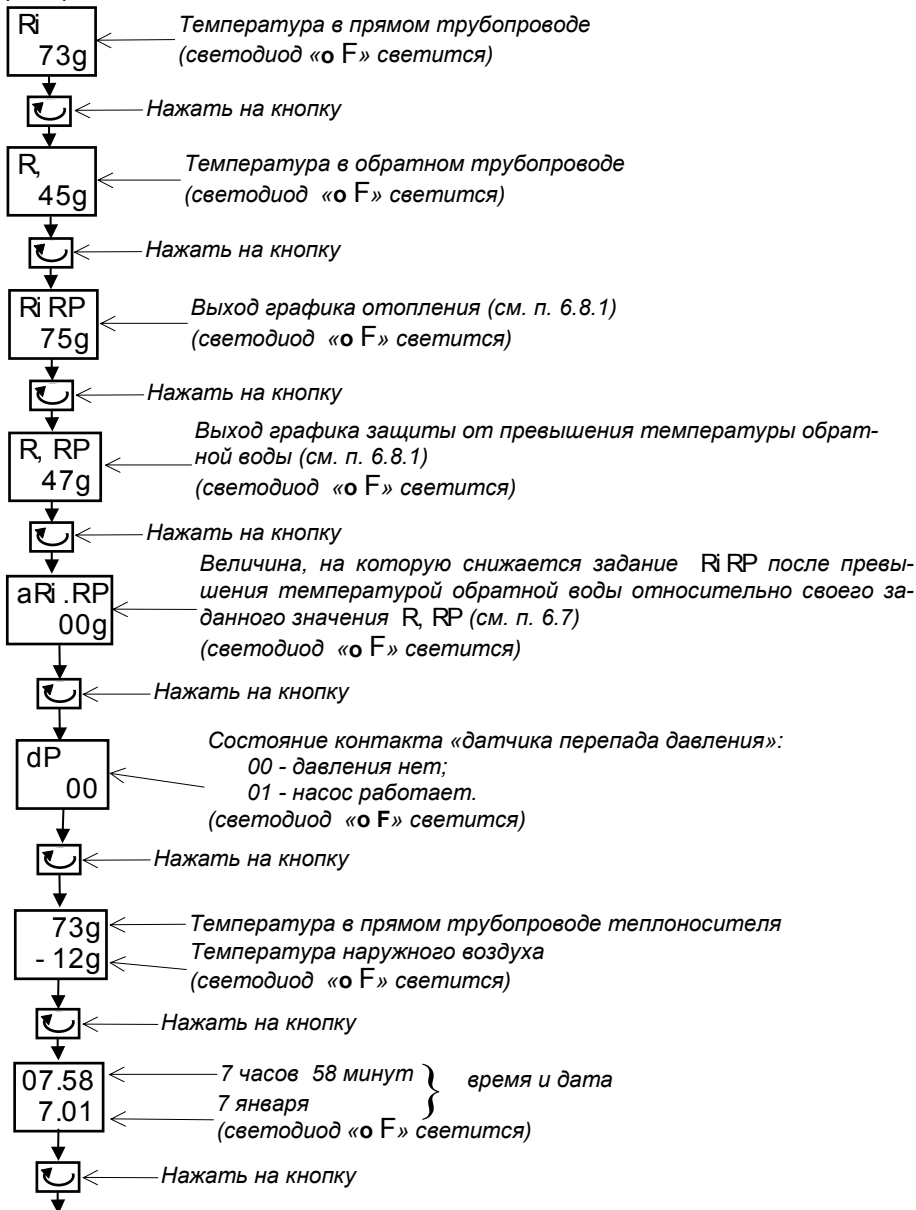 Ri
73g
Температура в прямом трубопроводе
(светодиод «o F» светится)
Нажать на кнопку
R,
45g
Температура в обратном трубопроводе
(светодиод «o F» светится)
Нажать на кнопку
Ri RP
75g
Выход графика отопления (см. п. 6.8.1)
(светодиод «o F» светится)
Нажать на кнопку
R, RP
47g
Выход графика защиты от превышения температуры обрат-
ной воды (см. п. 6.8.1)
(светодиод «o F» светится)
Нажать на кнопку
aRi .RP
00g
Величина, на которую снижается задание Ri RP после превы-
шения температурой обратной воды относительно своего за-
данного значения R, RP (см. п. 6.7)
(светодиод «o F» светится)
Нажать на кнопку
dP
00
Состояние контакта «датчика перепада давления»:
00 - давления нет;
01 - насос работает.
(светодиод «o F» светится)
Нажать на кнопку
73g
- 12g
Температура в прямом трубопроводе теплоносителя
Температура наружного воздуха
(светодиод «o F» светится)
Нажать на кнопку
07.58
7.01
7 часов 58 минут
7 января
} время и дата
(светодиод «o F» светится)
Нажать на кнопку